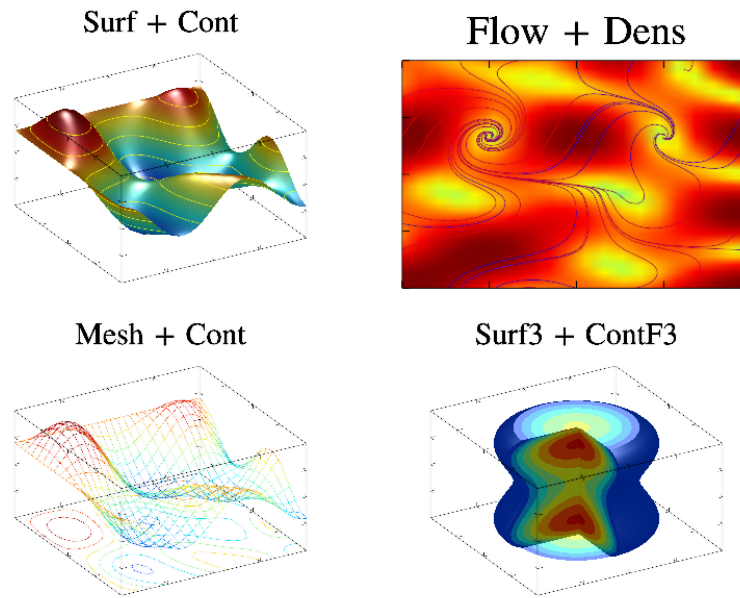 Surf + Cont
Flow + Dens
Mesh + Cont
Surf3 + ContF3